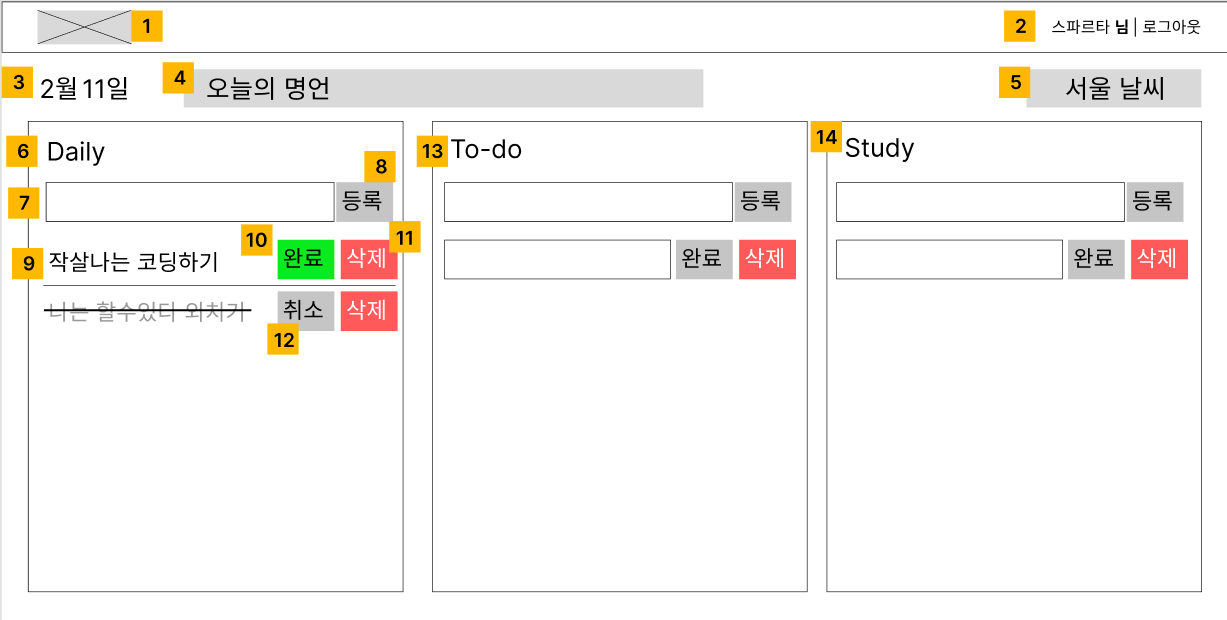 1
2 스파르타 님 | 로그아웃
3 2월 11일 4 오늘의 명언 5 서울 날씨
6 Daily
8
7 등록
10 11
9 작살나는 코딩하기 완료 삭제
나는 할수있다 외치기 취소 삭제
12
13 To-do
등록
완료 삭제
14 Study
등록
완료 삭제